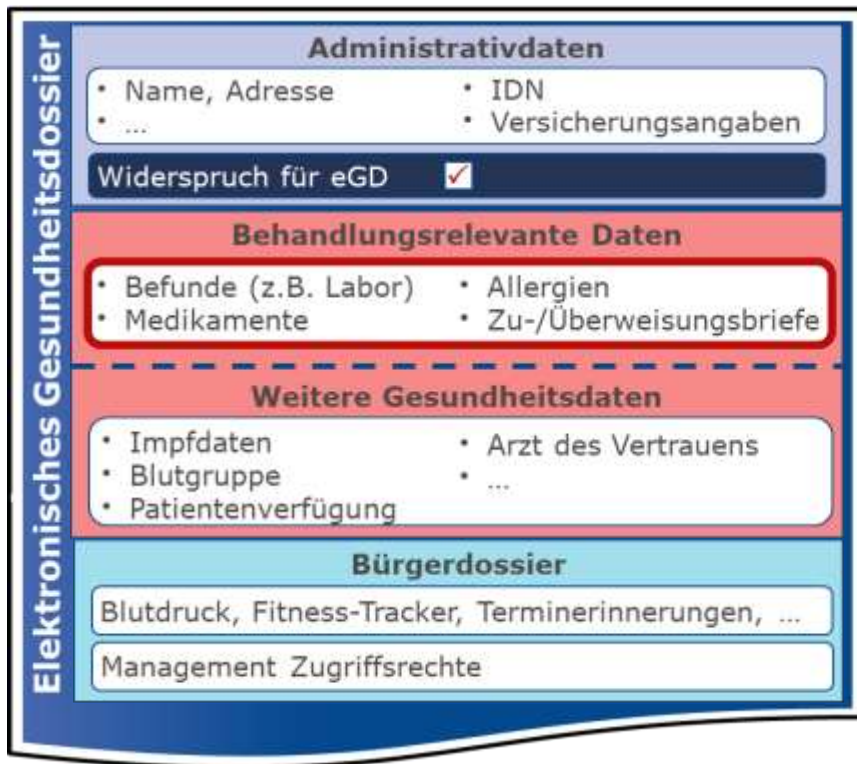 Elektronisches Gesundheitsdossier
Administrativdaten
• Name, Adresse
• ...
• IDN
• Versicherungsangaben
Widerspruch für eGD ✓
Behandlungsrelevante Daten
• Befunde (z.B. Labor)
• Medikamente
• Allergien
• Zu-/Überweisungsbriefe
Weitere Gesundheitsdaten
• Impfdaten
• Blutgruppe
• Patientenverfügung
• Arzt des Vertrauens
• ...
Bürgerdossier
Blutdruck, Fitness-Tracker, Terminerinnerungen, ...
Management Zugriffsrechte